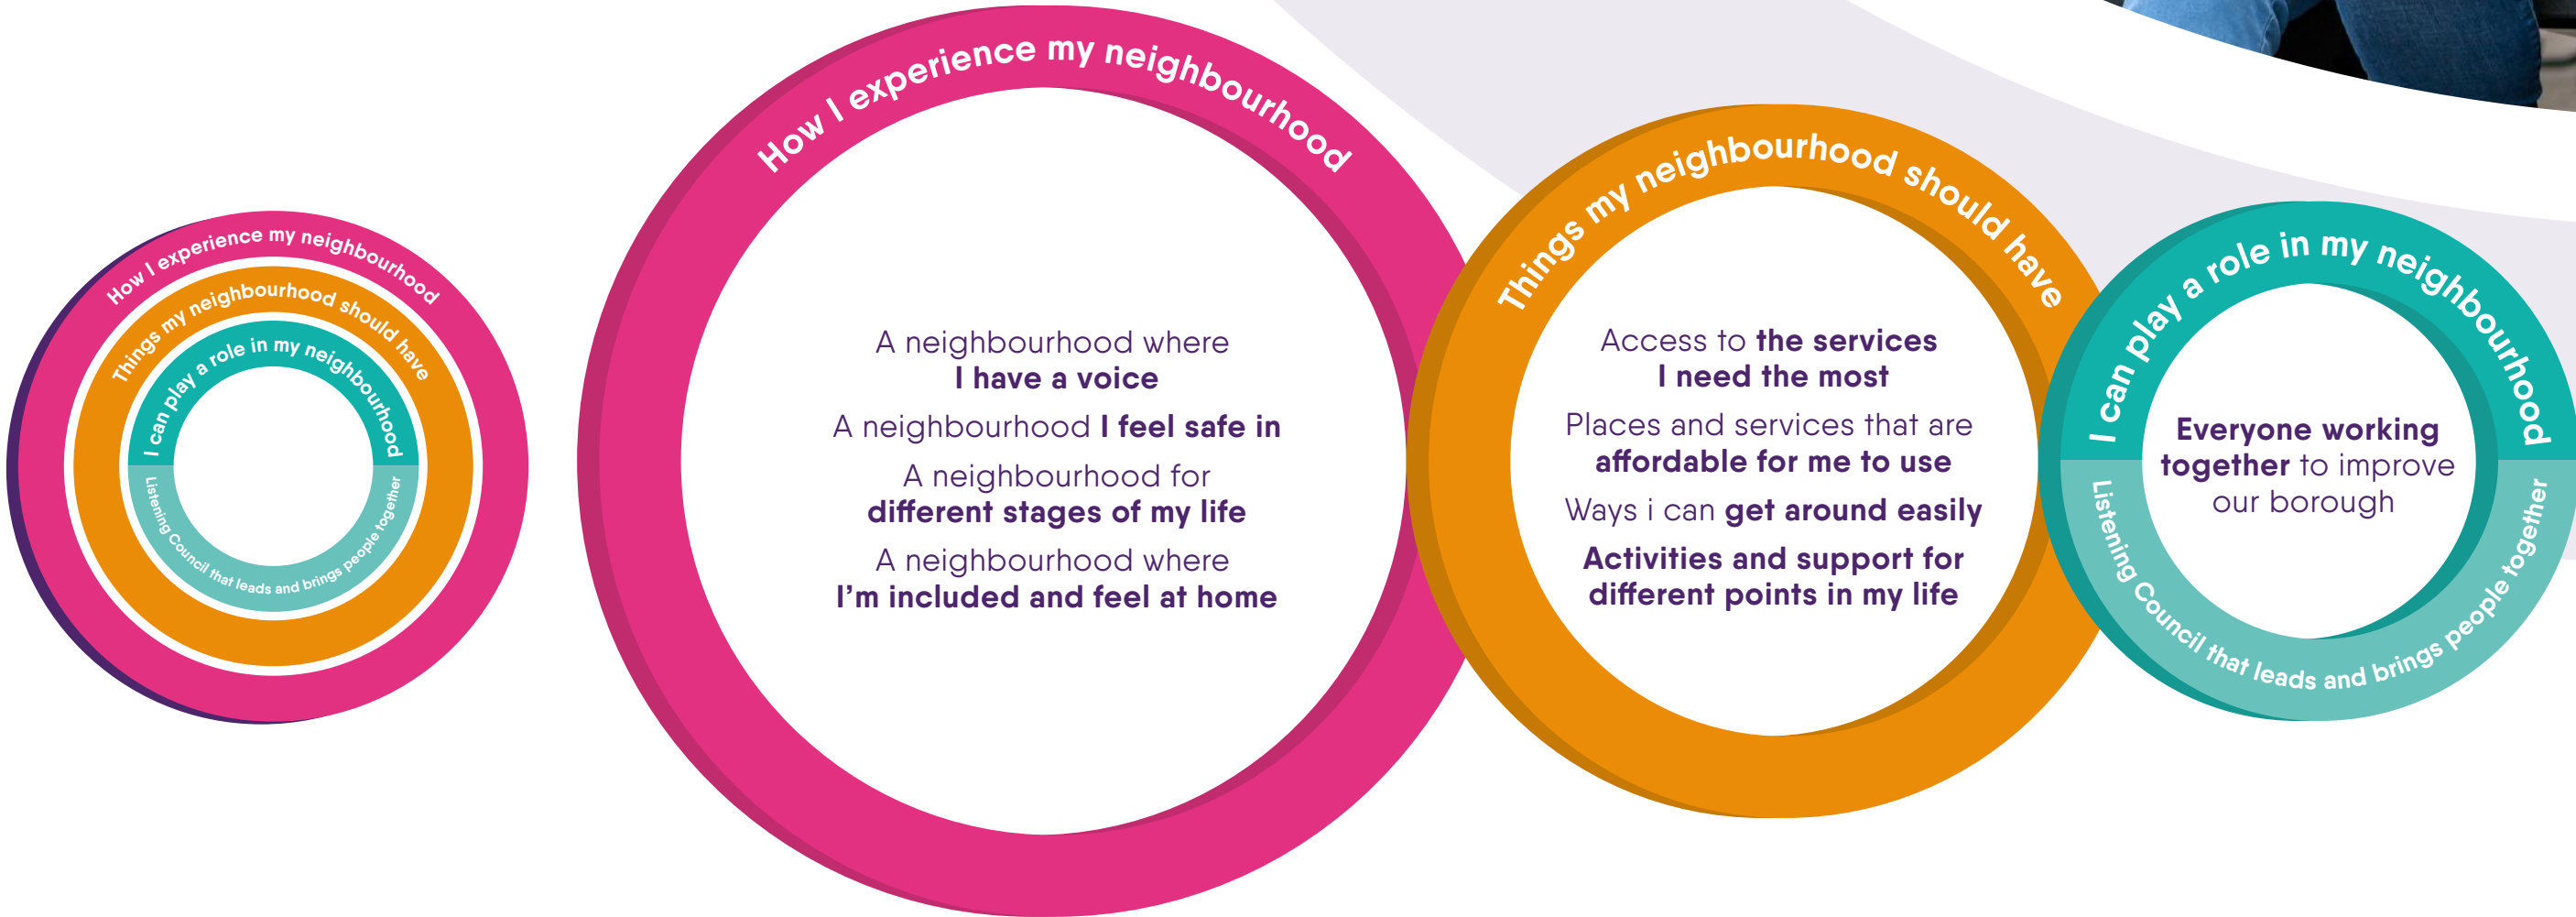 How I experience my neighbourhood
Things my neighbourhood should have
I can play a role in my neighbourhood
Listening Council that leads and brings people together
How I experience my neighbourhood
A neighbourhood where
I have a voice
A neighbourhood I feel safe in
A neighbourhood for
different stages of my life
A neighbourhood where
I’m included and feel at home
Things my neighbourhood should have
Access to the services
I need the most
Places and services that are
affordable for me to use
Ways i can get around easily
Activities and support for
different points in my life
I can play a role in my neighbourhood
Everyone working
together to improve
our borough
Listening Council that leads and brings people together